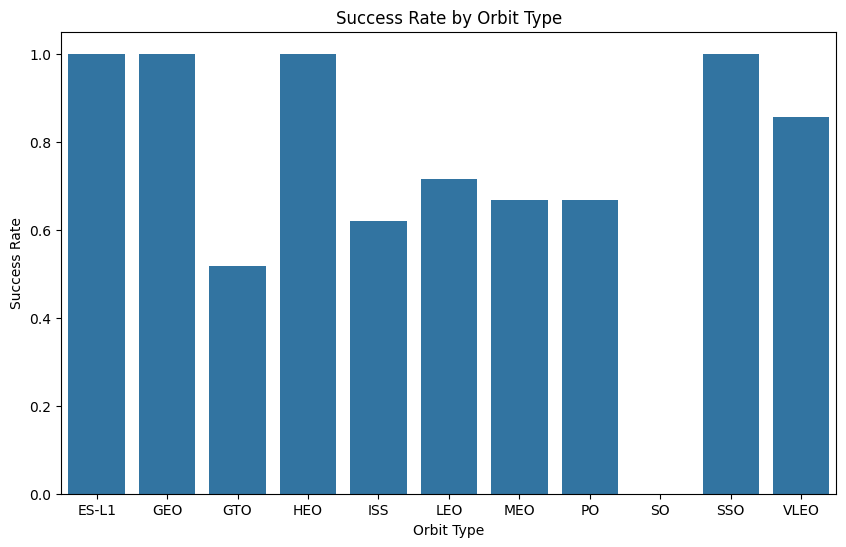 Success Rate by Orbit Type
1.0
0.8
0.6
0.4
0.2
0.0
Success Rate
ES-L1 GEO GTO HEO ISS LEO MEO PO SO SSO VLEO
Orbit Type